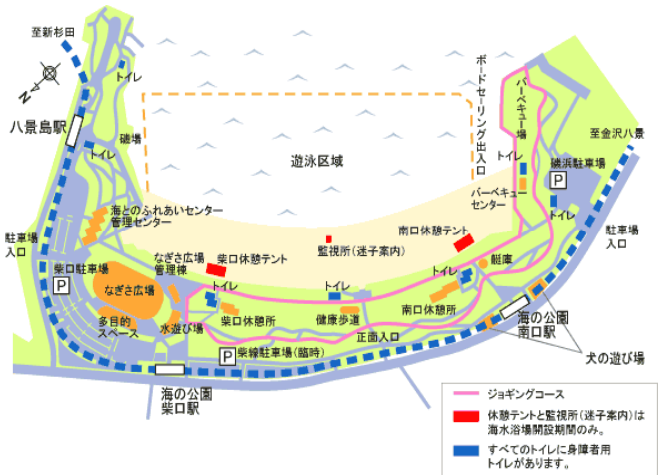 至新杉田
N
トイレ
八景島駅
磯場
トイレ
遊泳区域
ボードセーリング出入口
バーベキュー場
至金沢八景
トイレ
磯浜駐車場
P
バーベキュー
センター
トイレ
海とのふれあいセンター
管理センター
駐車場
入口
駐車場
入口
南口休憩テント
監視所(迷子案内)
なぎさ広場
管理棟
柴口休憩テント
艇庫
トイレ
トイレ
トイレ
柴口駐車場
P
なぎさ広場
多目的
スペース
水遊び場
柴口休憩所
健康歩道
南口休憩所
正面入口
海の公園
南口駅
P
柴線駐車場(臨時)
犬の遊び場
海の公園
柴口駅
ジョギングコース
休憩テントと監視所(迷子案内)は
海水浴場開設期間のみ。
すべてのトイレに身障者用
トイレがあります。